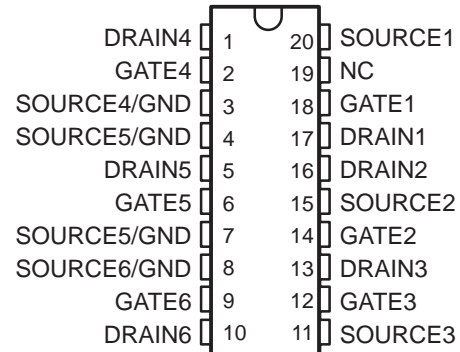 DRAIN4 1 20 SOURCE1
GATE4 2 19 NC
SOURCE4/GND 3 18 GATE1
SOURCE5/GND 4 17 DRAIN1
DRAIN5 5 16 DRAIN2
GATE5 6 15 SOURCE2
SOURCE5/GND 7 14 GATE2
SOURCE6/GND 8 13 DRAIN3
GATE6 9 12 GATE3
DRAIN6 10 11 SOURCE3